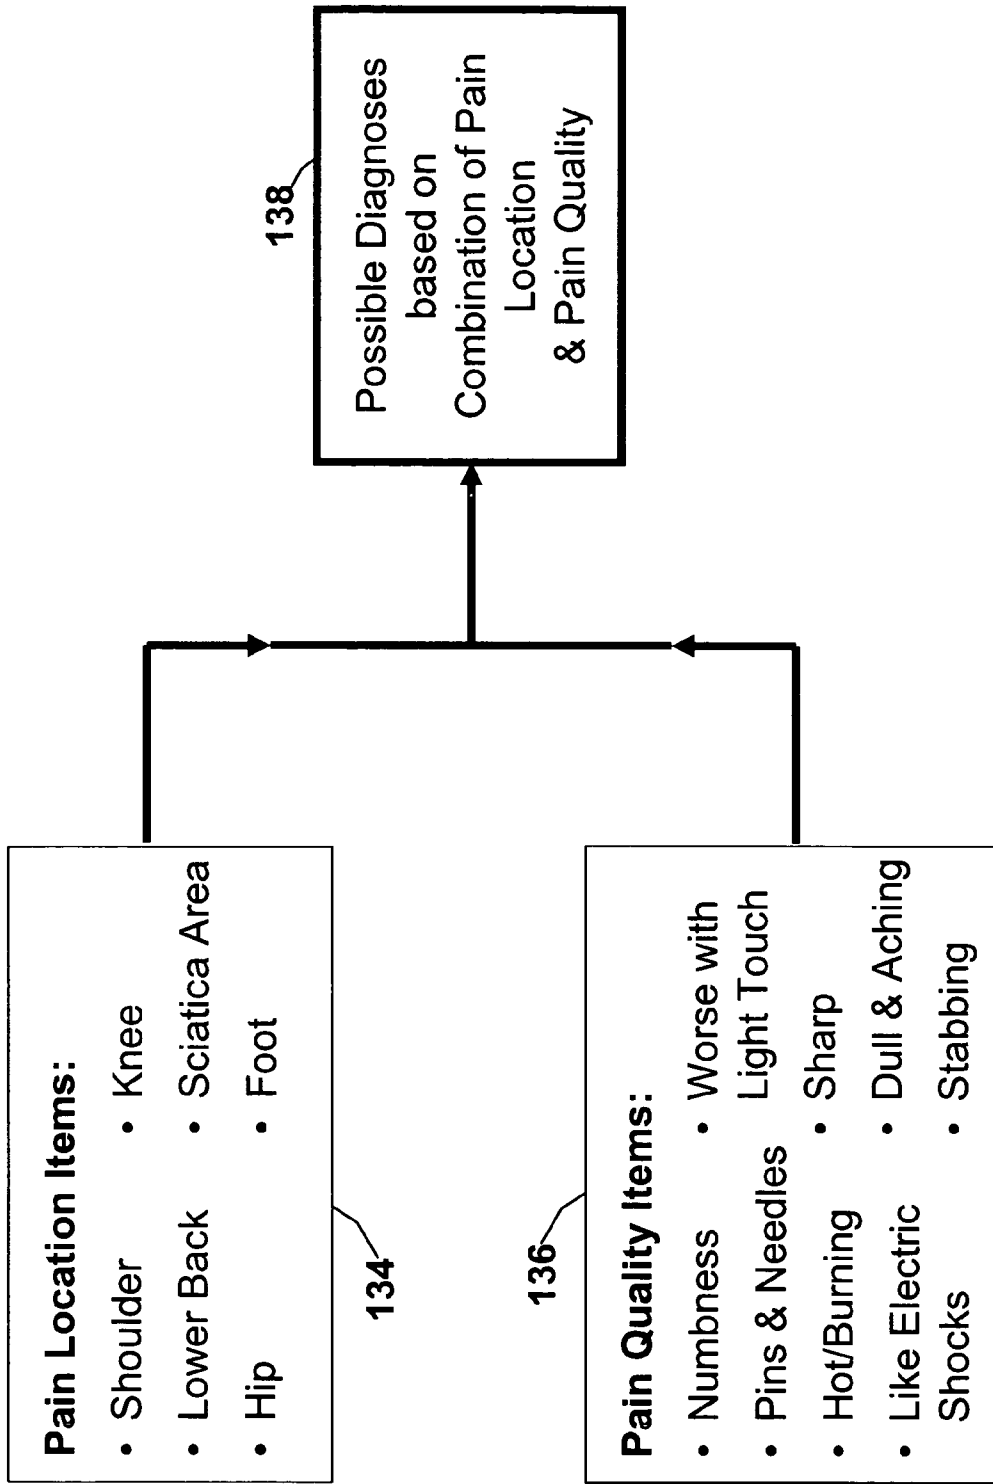 Pain Location Items:
• Shoulder
• Lower Back
• Hip
• Knee
• Sciatica Area
• Foot
134
Pain Quality Items:
• Numbness
• Pins & Needles
• Hot/Burning
• Like Electric
Shocks
• Worse with
Light Touch
• Sharp
• Dull & Aching
• Stabbing
136
138
Possible Diagnoses
based on
Combination of Pain
Location
& Pain Quality